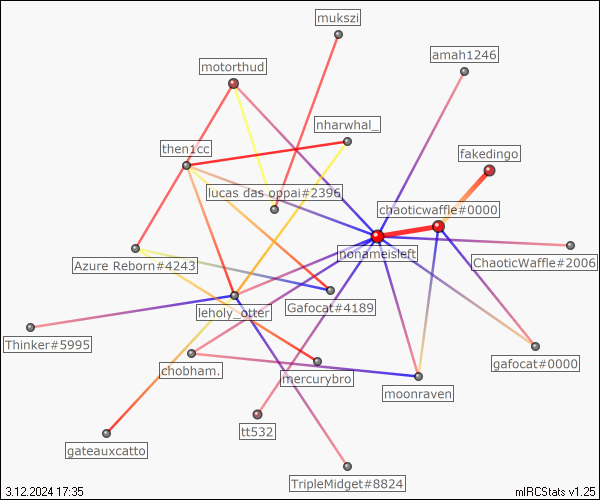 mukszi
amah1246
motorthud
nharwhal_
then1cc
fakedingo
lucas das oppai#2396
chaoticwaffle#0000
nonameisleft
Azure Reborn#4243
ChaoticWaffle#2006
leholy_otter
Gafocat#4189
Thinker#5995
chobham.
gafocat#0000
mercurybro
moonraven
tt532
gateauxcatto
TripleMidget#8824
3.12.2024 17:35
mIRCStats v1.25